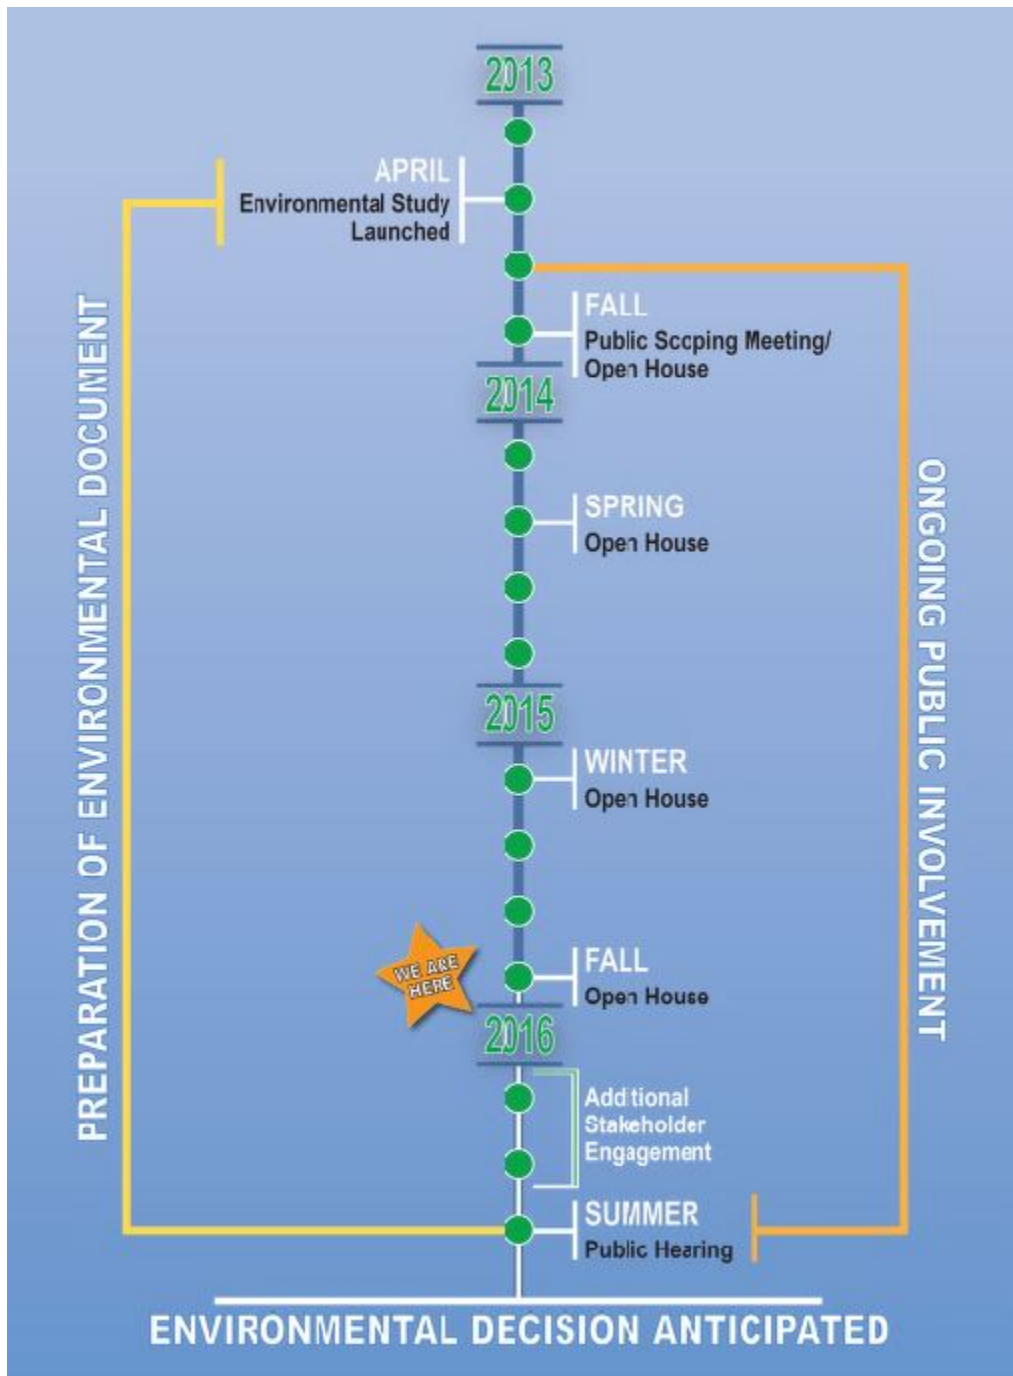 2013
APRIL
Environmental Study
Launched
FALL
Public Scoping Meeting/
Open House
2014
SPRING
Open House
2015
WINTER
Open House
WE ARE
HERE
FALL
Open House
2016
Additional
Stakeholder
Engagement
SUMMER
Public Hearing
PREPARATION OF ENVIRONMENTAL DOCUMENT
ONGOING PUBLIC INVOLVEMENT
ENVIRONMENTAL DECISION ANTICIPATED